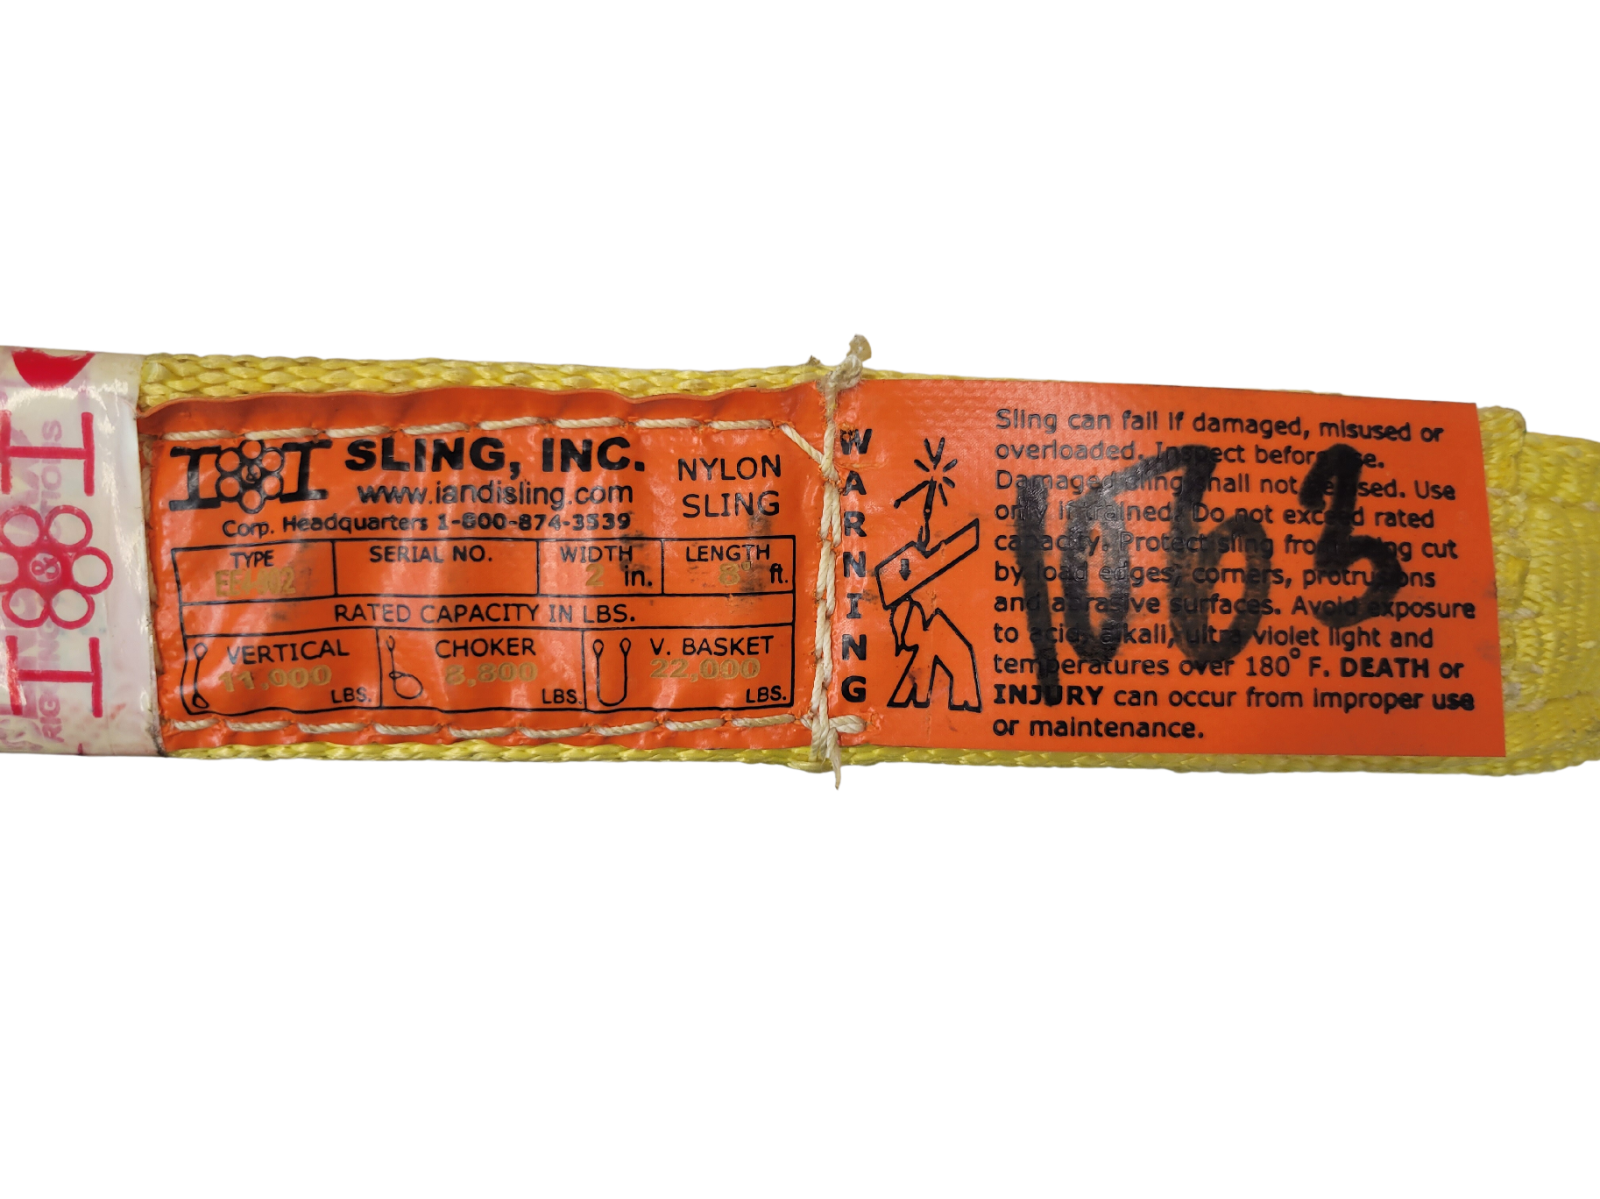 I&I SLING, INC.
www.iandisling.com
Corp. Headquarters 1-800-874-3539
NYLON
SLING
TYPE
EE4402
SERIAL NO.
WIDTH
2 in.
LENGTH
8' ft.
RATED CAPACITY IN LBS.
VERTICAL
11,000
LBS.
CHOKER
8,800
LBS.
V. BASKET
22,000
LBS.
WARNING
Sling can fail if damaged, misused or
overloaded. Inspect before use.
Damaged sling shall not be used. Use
only if trained. Do not exceed rated
capacity. Protect sling from being cut
by load edges, corners, protrusions
and abrasive surfaces. Avoid exposure
to acid, alkali, ultra violet light and
temperatures over 180° F. DEATH or
INJURY can occur from improper use
or maintenance.
1063